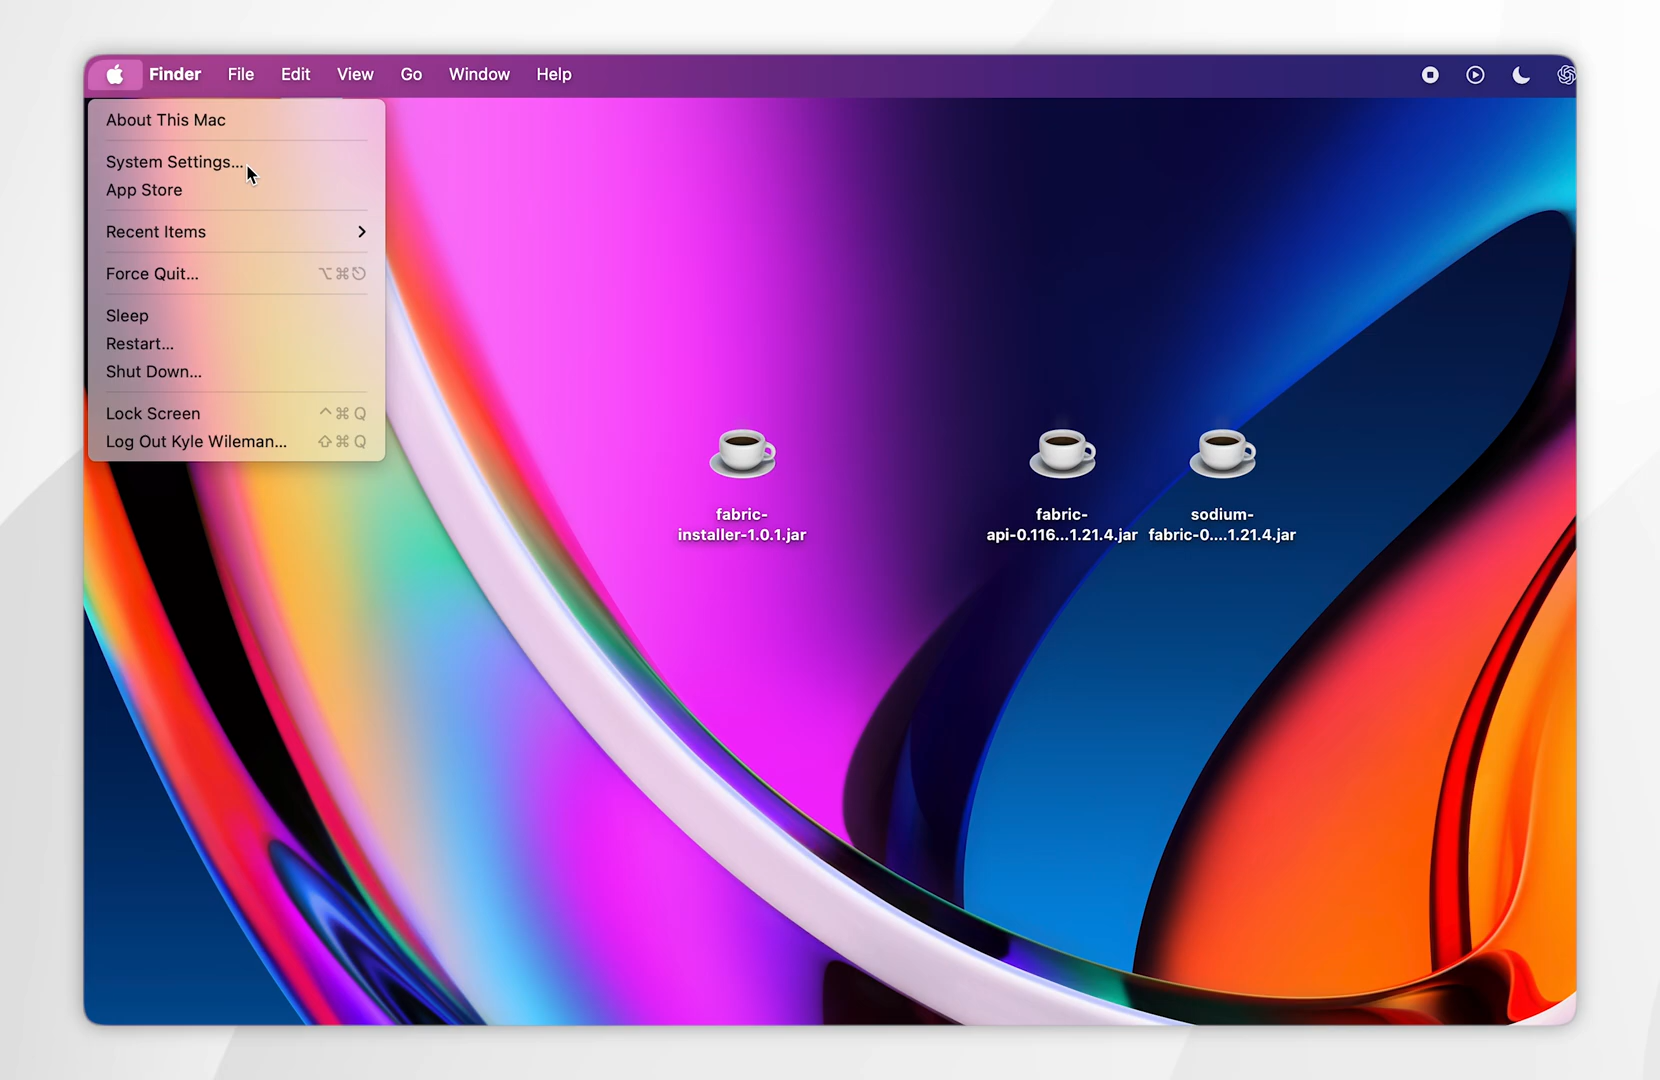 Finder File Edit View Go Window Help
About This Mac
System Settings...
App Store
Recent Items
Force Quit... ⌥⌘⎋
Sleep
Restart...
Shut Down...
Lock Screen ^⌘Q
Log Out Kyle Wileman... ⇧⌘Q
fabric-
installer-1.0.1.jar
fabric-
api-0.116...1.21.4.jar
sodium-
fabric-0....1.21.4.jar